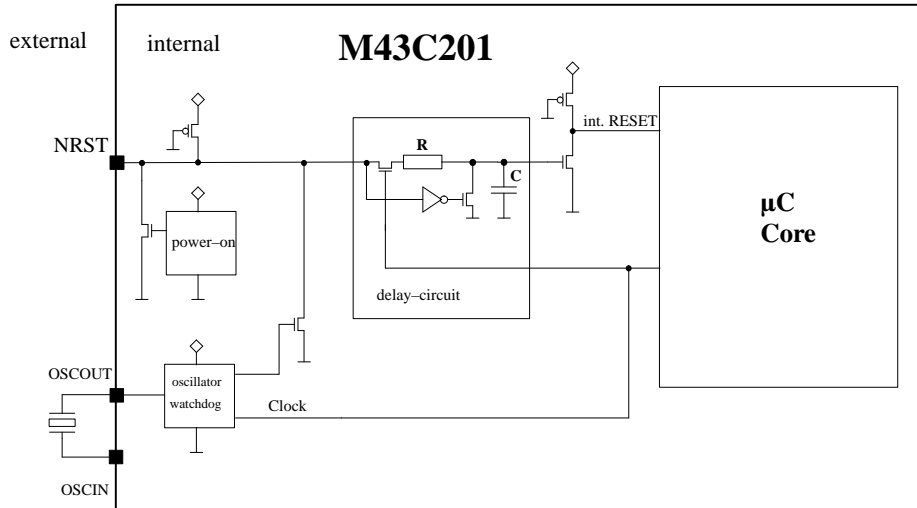 external
internal
M43C201
NRST
int. RESET
R
C
µC
Core
power–on
delay–circuit
OSCOUT
oscillator
watchdog
Clock
OSCIN